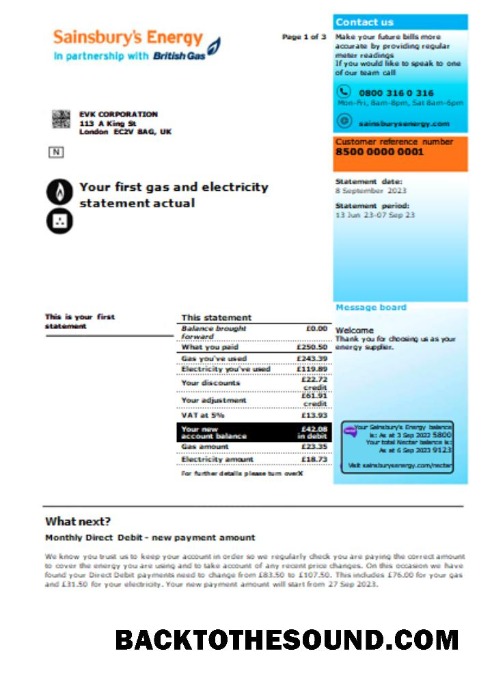 Sainsbury's Energy
In partnership with British Gas
Page 1 of 3
Contact us
Make your future bills more
accurate by providing regular
meter readings
If you would like to speak to one
of our team call
0800 316 0 316
Mon-Fri, 8am-8pm, Sat 8am-6pm
sainsburysenergy.com
EVK CORPORATION
113 A King St
London EC2V 8AG, UK
N
Customer reference number
8500 0000 0001
Your first gas and electricity
statement actual
Statement date:
8 September 2023
Statement period:
13 Jun 23-07 Sep 23
This is your first
statement
This statement
Balance brought
forward £0.00
What you paid £250.50
Gas you've used £243.39
Electricity you've used £119.89
Your discounts £22.72
credit
Your adjustment £61.91
credit
VAT at 5% £13.93
Your new £42.08
account balance in debit
Gas amount £23.35
Electricity amount £18.73
For further details please turn overX
Message board
Welcome
Thank you for choosing us as your
energy supplier.
Your Sainsbury's Energy balance
is: As at 3 Sep 2023 5800
Your total Nectar balance is:
As at 6 Sep 2023 9123
Visit sainsburysenergy.com/nectar
What next?
Monthly Direct Debit - new payment amount
We know you trust us to keep your account in order so we regularly check you are paying the correct amount
to cover the energy you are using and to take account of any recent price changes. On this occasion we have
found your Direct Debit payments need to change from £83.50 to £107.50. This includes £76.00 for your gas
and £31.50 for your electricity. Your new payment amount will start from 27 Sep 2023.
BACKTOTHESOUND.COM